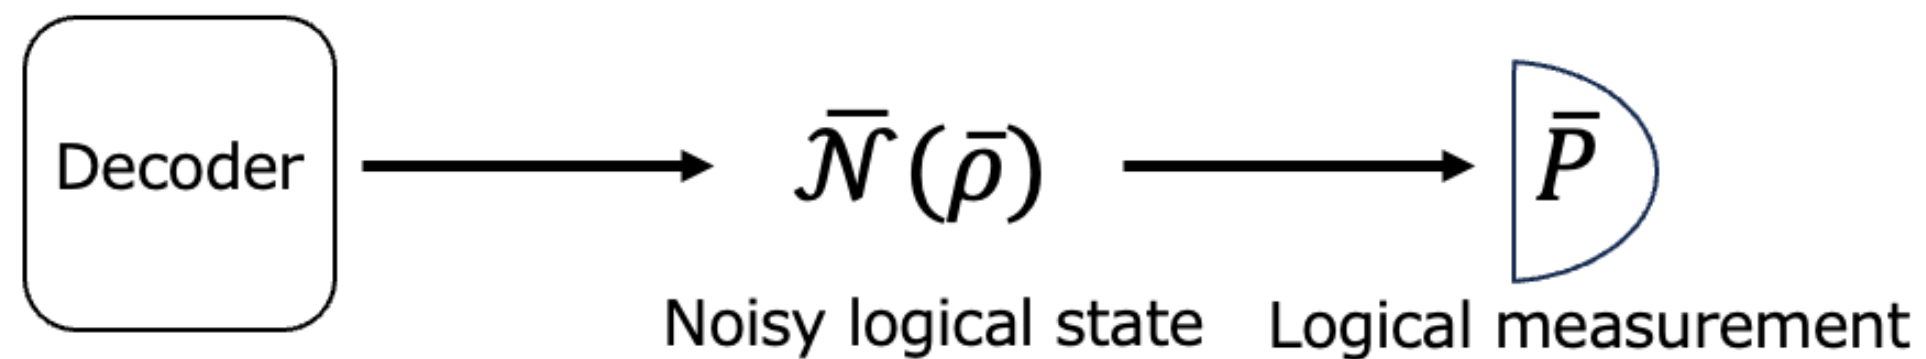 Decoder
𝒩̅(ρ̅)
P̅
Noisy logical state
Logical measurement